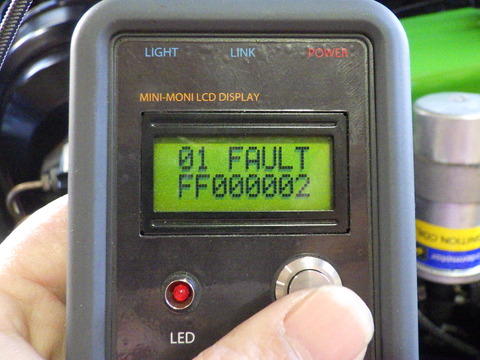 LIGHT LINK POWER
MINI-MONI LCD DISPLAY
01 FAULT
FF000002
LED